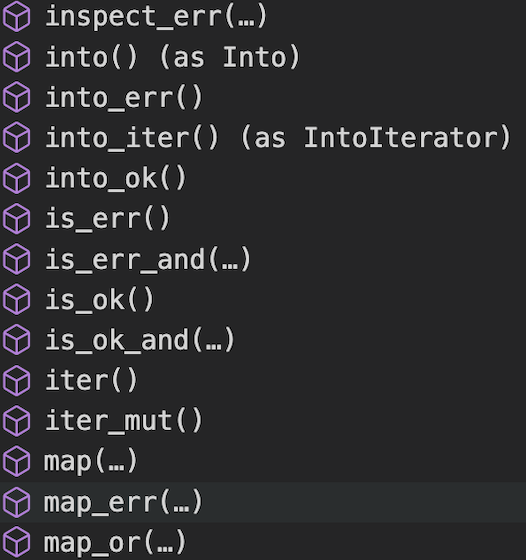 inspect_err(…)
into() (as Into)
into_err()
into_iter() (as IntoIterator)
into_ok()
is_err()
is_err_and(…)
is_ok()
is_ok_and(…)
iter()
iter_mut()
map(…)
map_err(…)
map_or(…)